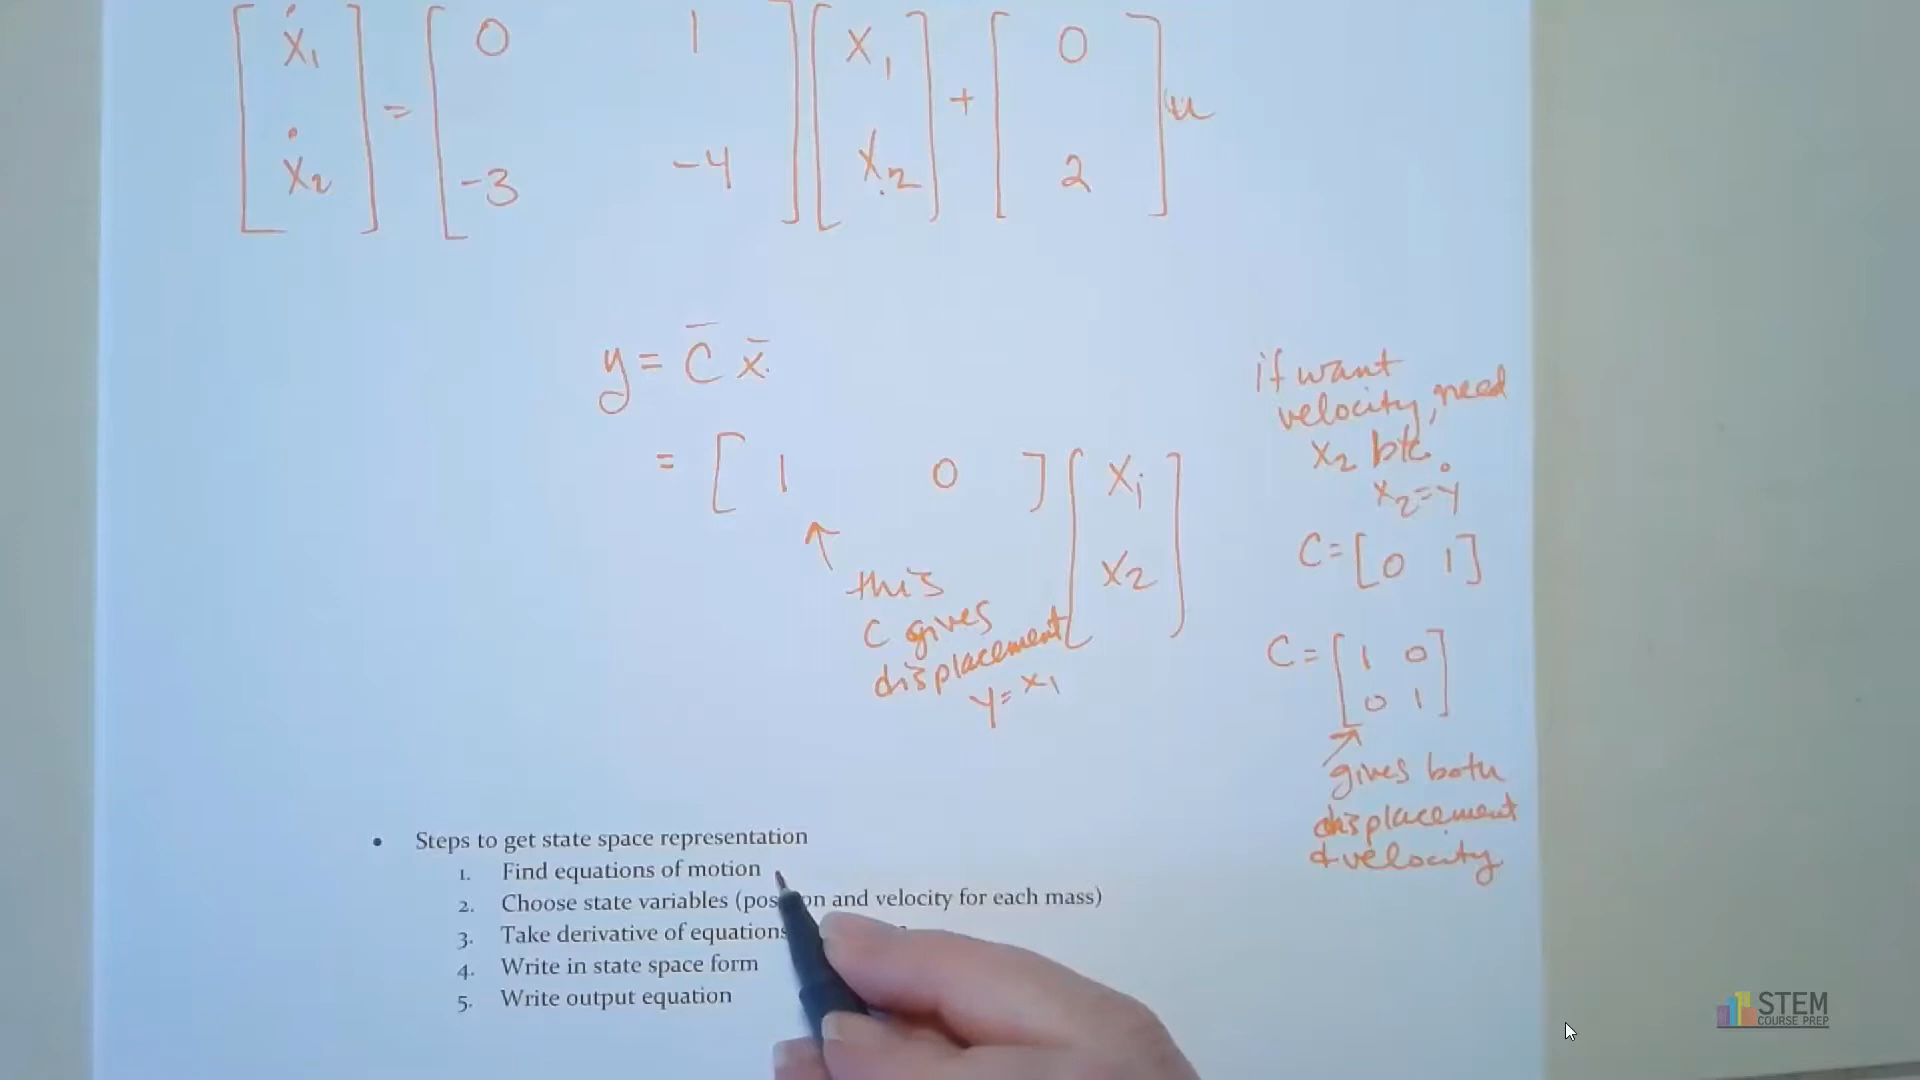 [ẋ₁ ẋ₂] = [0 1 -3 -4] [x₁ x₂] + [0 2] u
y = C̄ x̄
= [1 0] [x₁ x₂]
↑
this
C gives
displacement
y = x₁
if want
velocity, need
x₂ b/c
x₂ = ẏ
C = [0 1]
C = [1 0
0 1]
gives both
displacement
& velocity
• Steps to get state space representation
1. Find equations of motion
2. Choose state variables (pos on and velocity for each mass)
3. Take derivative of equations
4. Write in state space form
5. Write output equation
STEM
COURSE PREP